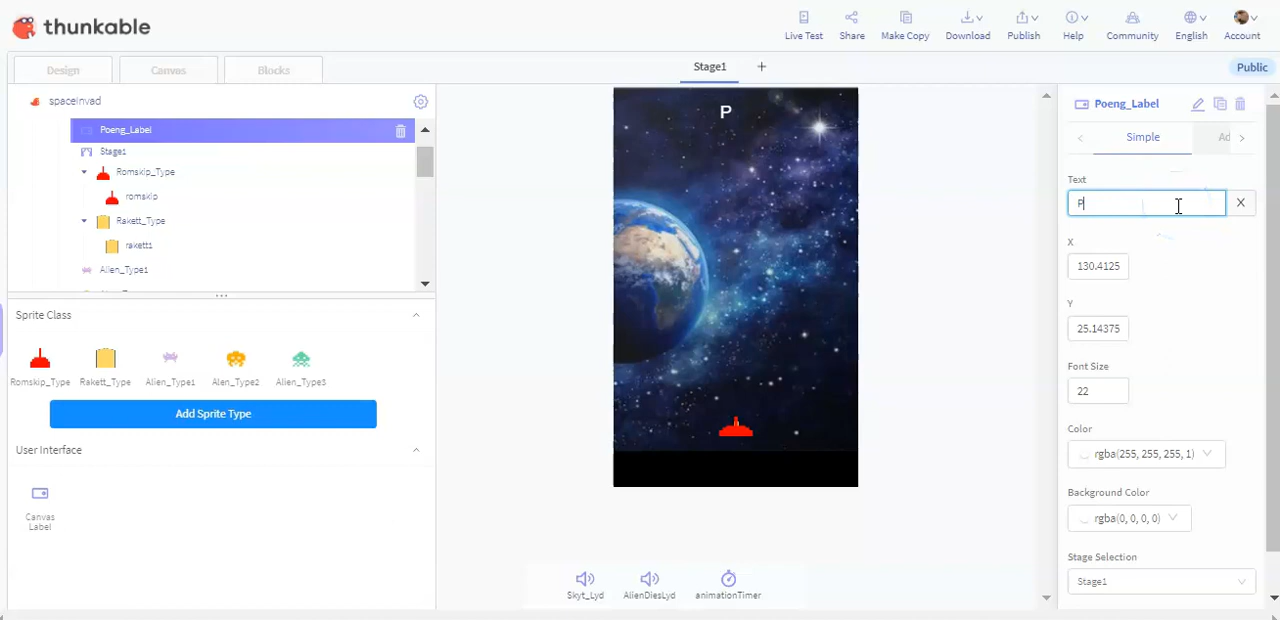 thunkable
Live Test
Share
Make Copy
Download
Publish
Help
Community
English
Account
Design
Canvas
Blocks
Stage1
+
Public
spaceInvad
Poeng_Label
Stage1
Romskip_Type
romskip
Rakett_Type
rakett1
Alien_Type1
Sprite Class
Romskip_Type
Rakett_Type
Alien_Type1
Alen_Type2
Alien_Type3
Add Sprite Type
User Interface
Canvas
Label
P
Skyt_Lyd
AlienDiesLyd
animationTimer
Poeng_Label
Simple
Ad
Text
P
X
X
130.4125
Y
25.14375
Font Size
22
Color
rgba(255, 255, 255, 1)
Background Color
rgba(0, 0, 0, 0)
Stage Selection
Stage1